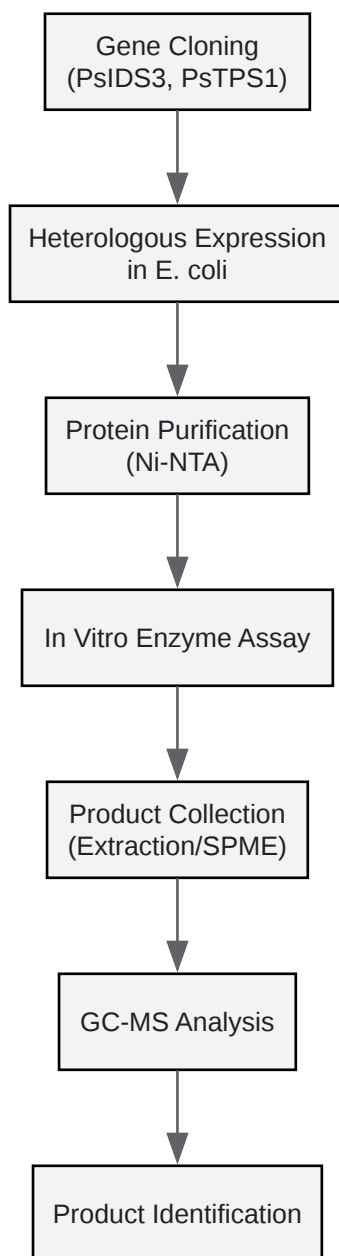 Gene Cloning
(PsIDS3, PsTPS1)
Heterologous Expression
in E. coli
Protein Purification
(Ni-NTA)
In Vitro Enzyme Assay
Product Collection
(Extraction/SPME)
GC-MS Analysis
Product Identification